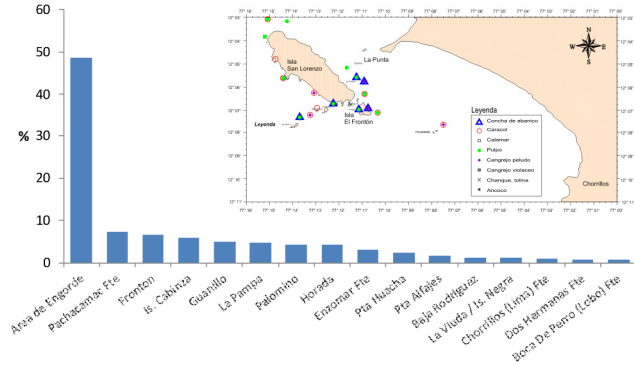 60
50
40
%
30
20
10
0
Area de Engorde
Pachacamac Fte
Fronton
Is. Cabinza
Guanillo
La Pampa
Palomino
Horada
Enzomar Fte
Pta Huacha
Pta Alfajes
Baja Rodriguez
La Viuda / Is. Negra
Chorrillos (Lima) Fte
Dos Hermanas Fte
Boca De Perro (Lobo) Fte
La Punta
Isla
San Lorenzo
Isla
El Frontón
Leyenda
Chorrillos
N
W
E
S
Leyenda
Concha de abanico
Caracol
Calamar
Pulpo
Cangrejo peludo
Cangrejo violaceo
Chanque, tolina
Ancoco